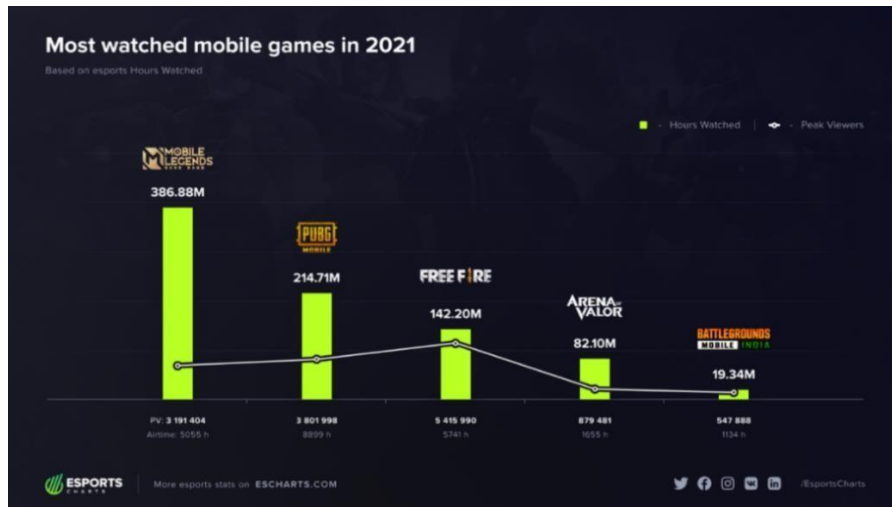 Most watched mobile games in 2021
Based on esports Hours Watched
- Hours Watched | - Peak Viewers
MOBILE
LEGENDS
BANG BANG
386.88M
PUBG
MOBILE
214.71M
FREE FIRE
142.20M
ARENA OF
VALOR
82.10M
BATTLEGROUNDS
MOBILE INDIA
19.34M
PV: 3 191 404 3 801 998 5 415 990 879 481 547 888
Airtime: 5055 h 8899 h 5741 h 1655 h 1134 h
ESPORTS
CHARTS
More esports stats on ESCHARTS.COM
/EsportsCharts